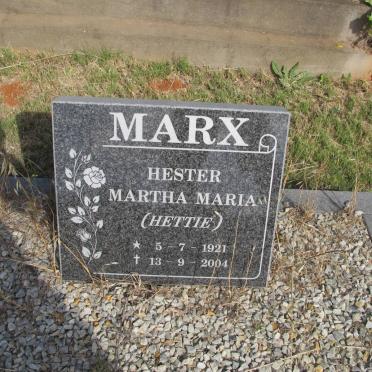 MARX
HESTER
MARTHA MARIA
(HETTIE)
★ 5 - 7 - 1921
† 13 - 9 - 2004